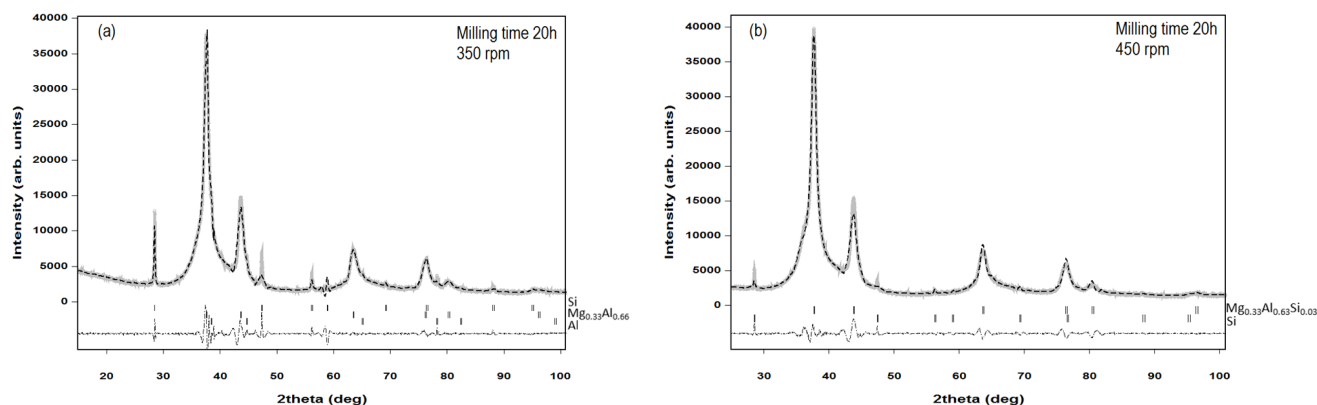 (a)
Milling time 20h
350 rpm
Intensity (arb. units)
40000
35000
30000
25000
20000
15000
10000
5000
0
Si
Mg0.33Al0.66
Al
20 30 40 50 60 70 80 90 100
2theta (deg)
(b)
Milling time 20h
450 rpm
Intensity (arb. units)
40000
35000
30000
25000
20000
15000
10000
5000
0
Mg0.33Al0.63Si0.03
Si
30 40 50 60 70 80 90 100
2theta (deg)